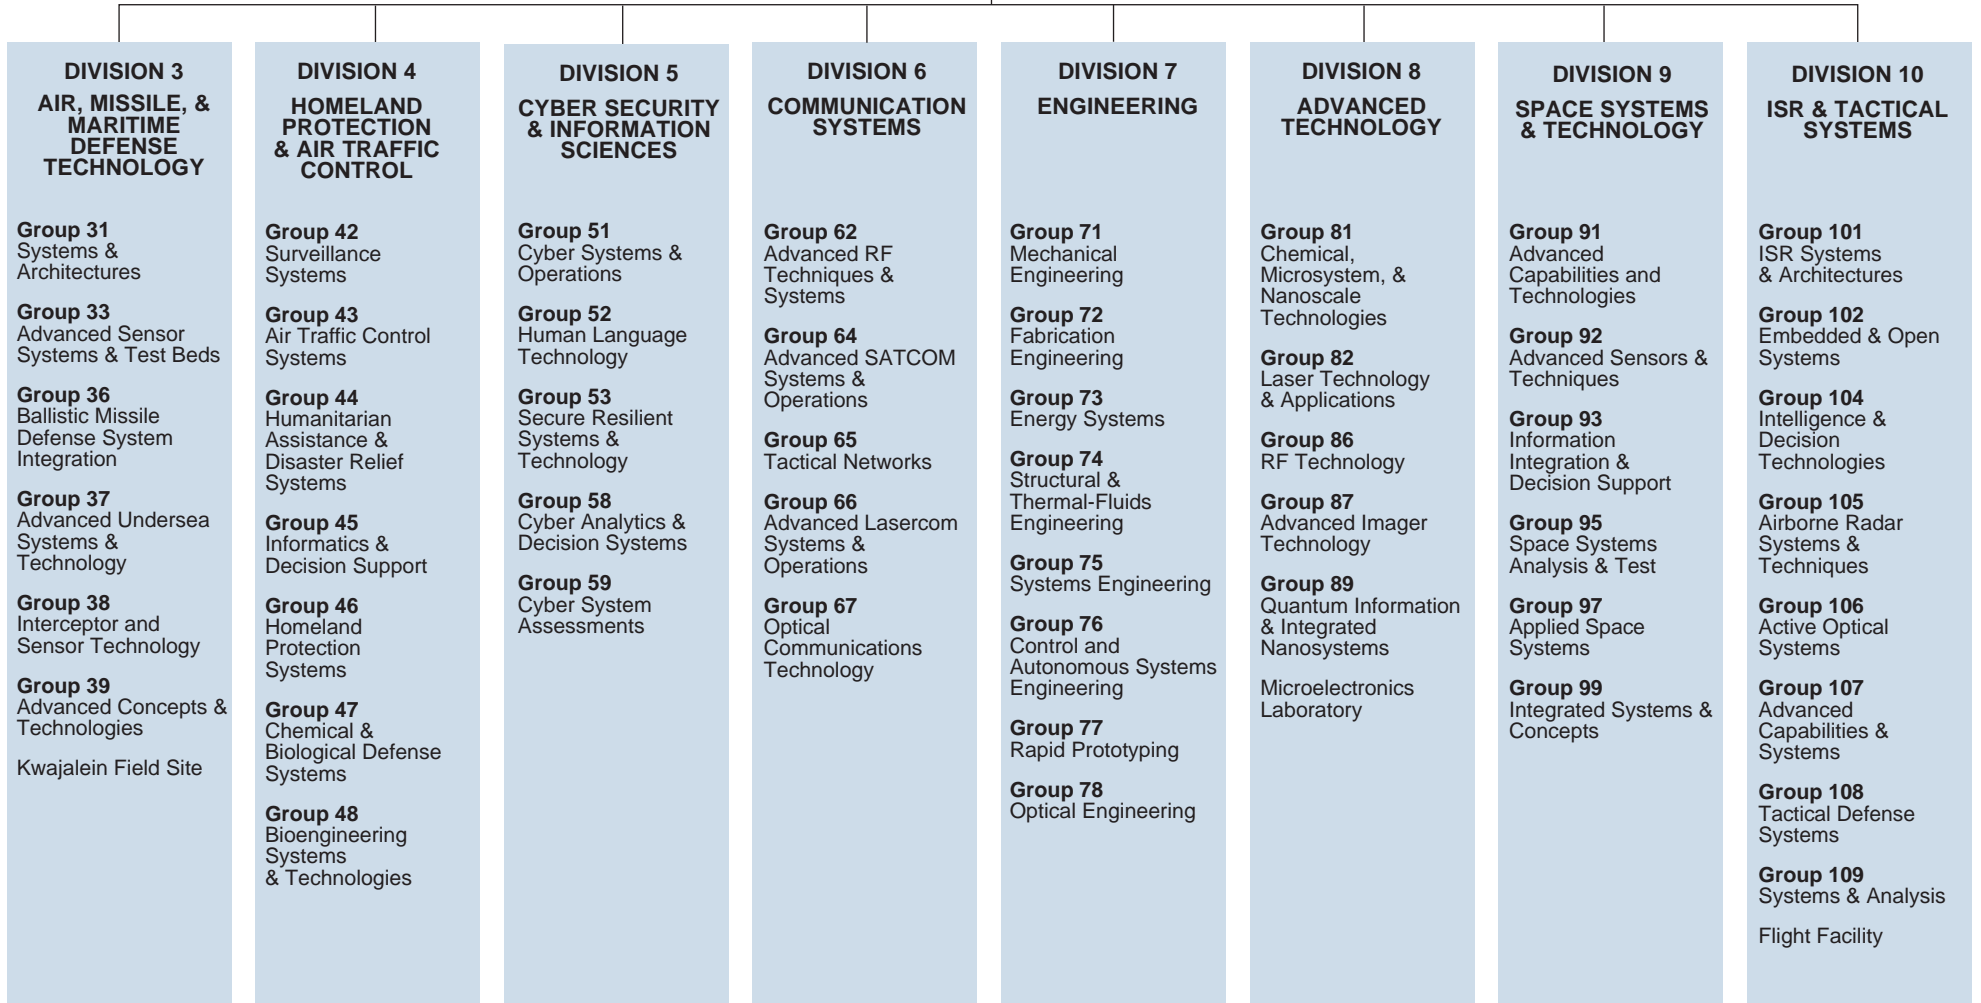 DIVISION 3
AIR, MISSILE, &
MARITIME
DEFENSE
TECHNOLOGY
Group 31
Systems &
Architectures
Group 33
Advanced Sensor
Systems & Test Beds
Group 36
Ballistic Missile
Defense System
Integration
Group 37
Advanced Undersea
Systems &
Technology
Group 38
Interceptor and
Sensor Technology
Group 39
Advanced Concepts &
Technologies
Kwajalein Field Site
DIVISION 4
HOMELAND
PROTECTION
& AIR TRAFFIC
CONTROL
Group 42
Surveillance
Systems
Group 43
Air Traffic Control
Systems
Group 44
Humanitarian
Assistance &
Disaster Relief
Systems
Group 45
Informatics &
Decision Support
Group 46
Homeland
Protection
Systems
Group 47
Chemical &
Biological Defense
Systems
Group 48
Bioengineering
Systems
& Technologies
DIVISION 5
CYBER SECURITY
& INFORMATION
SCIENCES
Group 51
Cyber Systems &
Operations
Group 52
Human Language
Technology
Group 53
Secure Resilient
Systems &
Technology
Group 58
Cyber Analytics &
Decision Systems
Group 59
Cyber System
Assessments
DIVISION 6
COMMUNICATION
SYSTEMS
Group 62
Advanced RF
Techniques &
Systems
Group 64
Advanced SATCOM
Systems &
Operations
Group 65
Tactical Networks
Group 66
Advanced Lasercom
Systems &
Operations
Group 67
Optical
Communications
Technology
DIVISION 7
ENGINEERING
Group 71
Mechanical
Engineering
Group 72
Fabrication
Engineering
Group 73
Energy Systems
Group 74
Structural &
Thermal-Fluids
Engineering
Group 75
Systems Engineering
Group 76
Control and
Autonomous Systems
Engineering
Group 77
Rapid Prototyping
Group 78
Optical Engineering
DIVISION 8
ADVANCED
TECHNOLOGY
Group 81
Chemical,
Microsystem, &
Nanoscale
Technologies
Group 82
Laser Technology
& Applications
Group 86
RF Technology
Group 87
Advanced Imager
Technology
Group 89
Quantum Information
& Integrated
Nanosystems
Microelectronics
Laboratory
DIVISION 9
SPACE SYSTEMS
& TECHNOLOGY
Group 91
Advanced
Capabilities and
Technologies
Group 92
Advanced Sensors &
Techniques
Group 93
Information
Integration &
Decision Support
Group 95
Space Systems
Analysis & Test
Group 97
Applied Space
Systems
Group 99
Integrated Systems &
Concepts
DIVISION 10
ISR & TACTICAL
SYSTEMS
Group 101
ISR Systems
& Architectures
Group 102
Embedded & Open
Systems
Group 104
Intelligence &
Decision
Technologies
Group 105
Airborne Radar
Systems &
Techniques
Group 106
Active Optical
Systems
Group 107
Advanced
Capabilities &
Systems
Group 108
Tactical Defense
Systems
Group 109
Systems & Analysis
Flight Facility